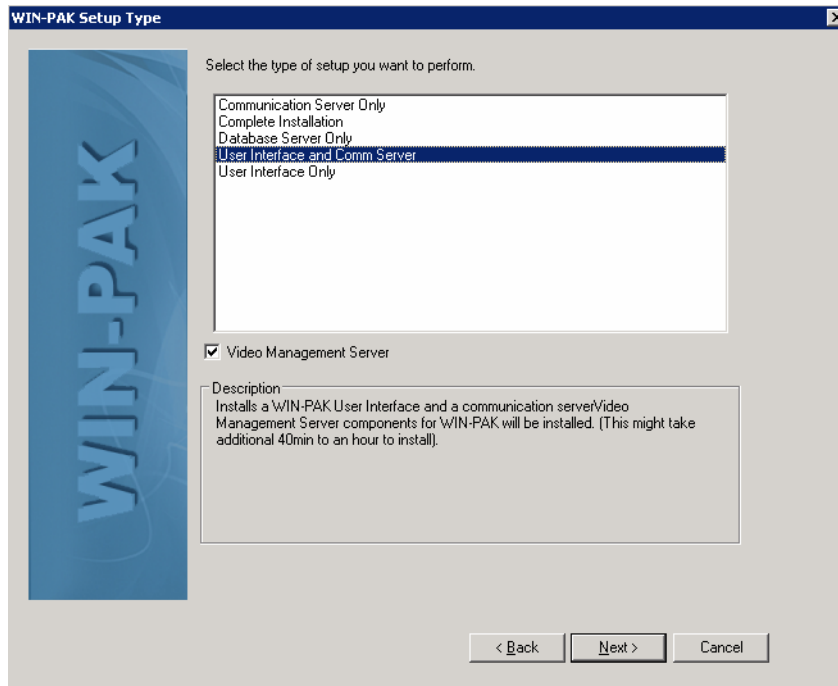 WIN-PAK Setup Type
WIN-PAK
Select the type of setup you want to perform.
Communication Server Only
Complete Installation
Database Server Only
User Interface and Comm Server
User Interface Only
Video Management Server
Description
Installs a WIN-PAK User Interface and a communication serverVideo
Management Server components for WIN-PAK will be installed. (This might take
additional 40min to an hour to install).
< Back
Next >
Cancel